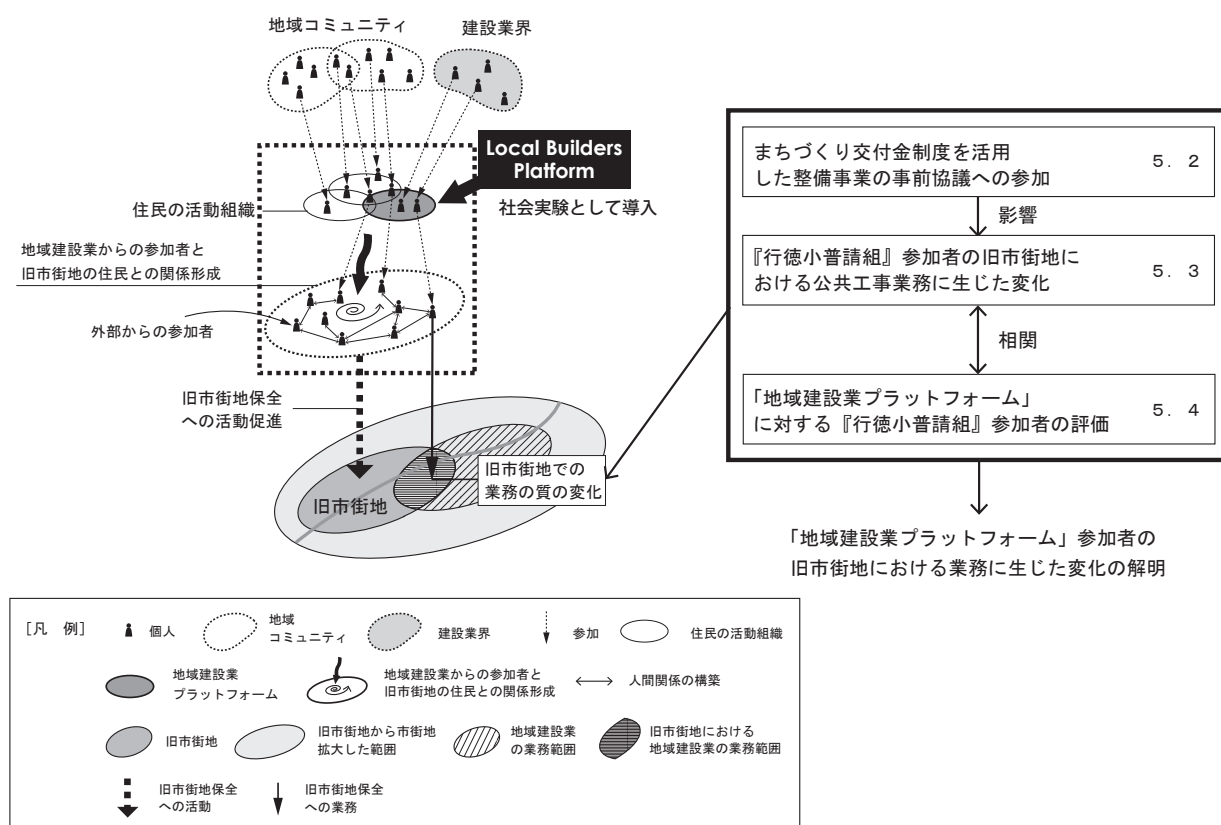 地域コミュニティ
建設業界
Local Builders
Platform
社会実験として導入
住民の活動組織
地域建設業からの参加者と
旧市街地の住民との関係形成
外部からの参加者
旧市街地保全
への活動促進
旧市街地
旧市街地での
業務の質の変化
まちづくり交付金制度を活用
した整備事業の事前協議への参加
5. 2
影響
『行徳小普請組』参加者の旧市街地に
おける公共工事業務に生じた変化
5. 3
相関
「地域建設業プラットフォーム」
に対する『行徳小普請組』参加者の評価
5. 4
「地域建設業プラットフォーム」参加者の
旧市街地における業務に生じた変化の解明
［凡 例］
個人
地域
コミュニティ
建設業界
参加
住民の活動組織
地域建設業
プラットフォーム
地域建設業からの参加者と
旧市街地の住民との関係形成
人間関係の構築
旧市街地
旧市街地から市街地
拡大した範囲
地域建設業
の業務範囲
旧市街地における
地域建設業の業務範囲
旧市街地保全
への活動
旧市街地保全
への業務